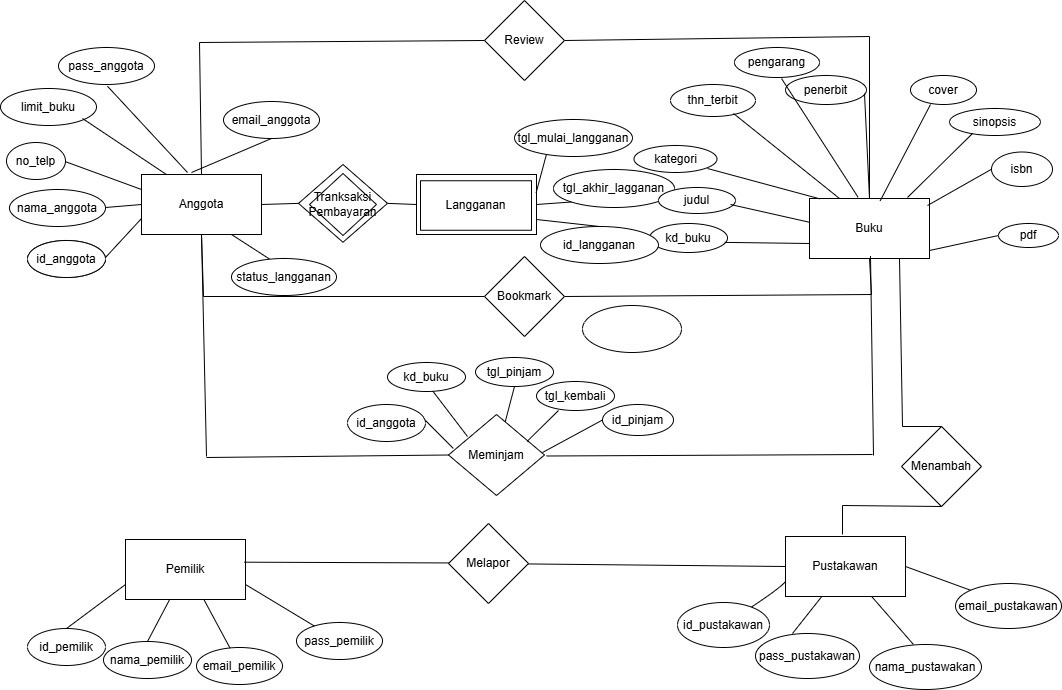 Review
pass_anggota
limit_buku
email_anggota
no_telp
nama_anggota
id_anggota
Anggota
status_langganan
Tranksaksi
Pembayaran
Langganan
tgl_mulai_langganan
tgl_akhir_lagganan
id_langganan
pengarang
penerbit
thn_terbit
kategori
judul
kd_buku
cover
sinopsis
isbn
pdf
Buku
Bookmark
kd_buku
tgl_pinjam
tgl_kembali
id_anggota
id_pinjam
Meminjam
Menambah
Pemilik
Melapor
Pustakawan
id_pemilik
nama_pemilik
email_pemilik
pass_pemilik
id_pustakawan
pass_pustakawan
nama_pustawakan
email_pustakawan